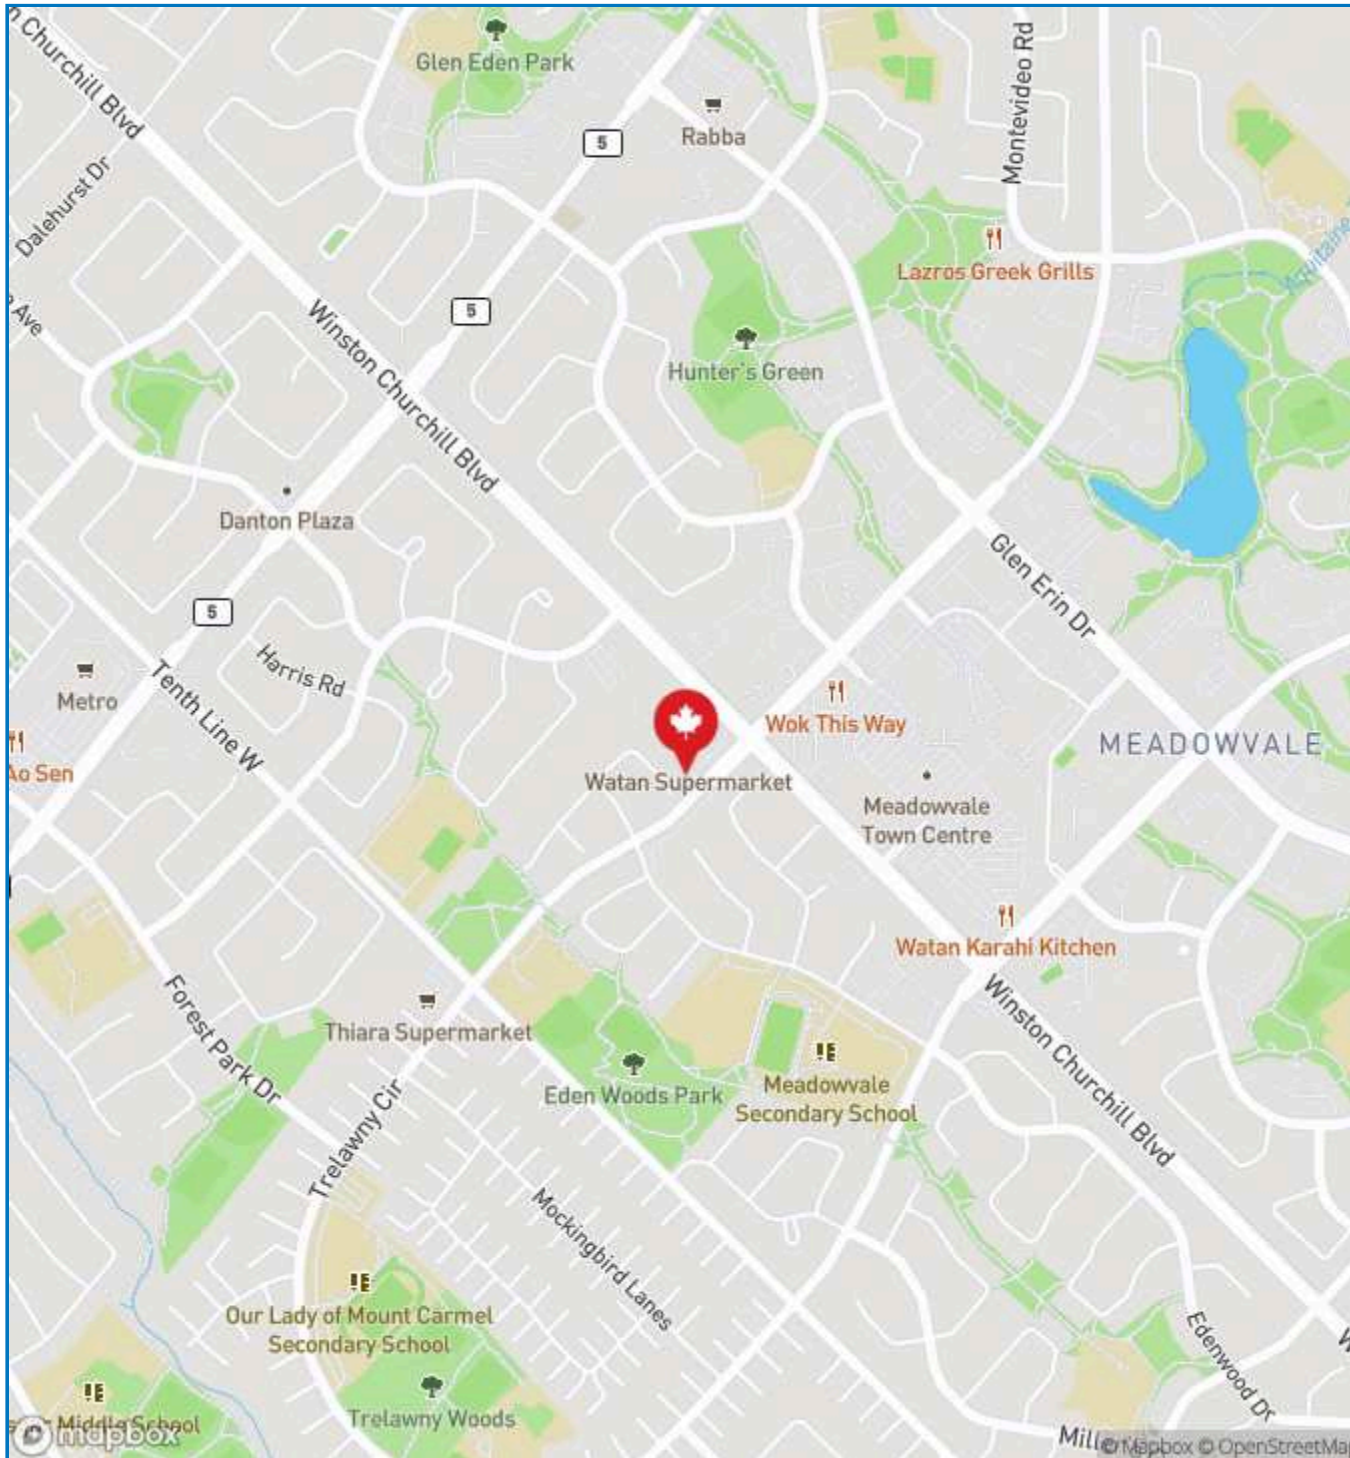 Churchill Blvd
Glen Eden Park
5
Rabba
Montevideo Rd
Dalehurst Dr
Lazros Greek Grills
Aquitaine
Ave
5
Winston Churchill Blvd
Hunter's Green
Danton Plaza
Glen Erin Dr
5
Harris Rd
Metro
Tenth Line W
Wok This Way
MEADOWVALE
Ao Sen
Watan Supermarket
Meadowvale
Town Centre
Watan Karahi Kitchen
Forest Park Dr
Thiara Supermarket
Winston Churchill Blvd
Eden Woods Park
Meadowvale
Secondary School
Trelawny Cir
Mockingbird Lanes
Our Lady of Mount Carmel
Secondary School
Edenwood Dr
Trelawny Woods
Middle School
mapbox
© Mapbox © OpenStreetMap